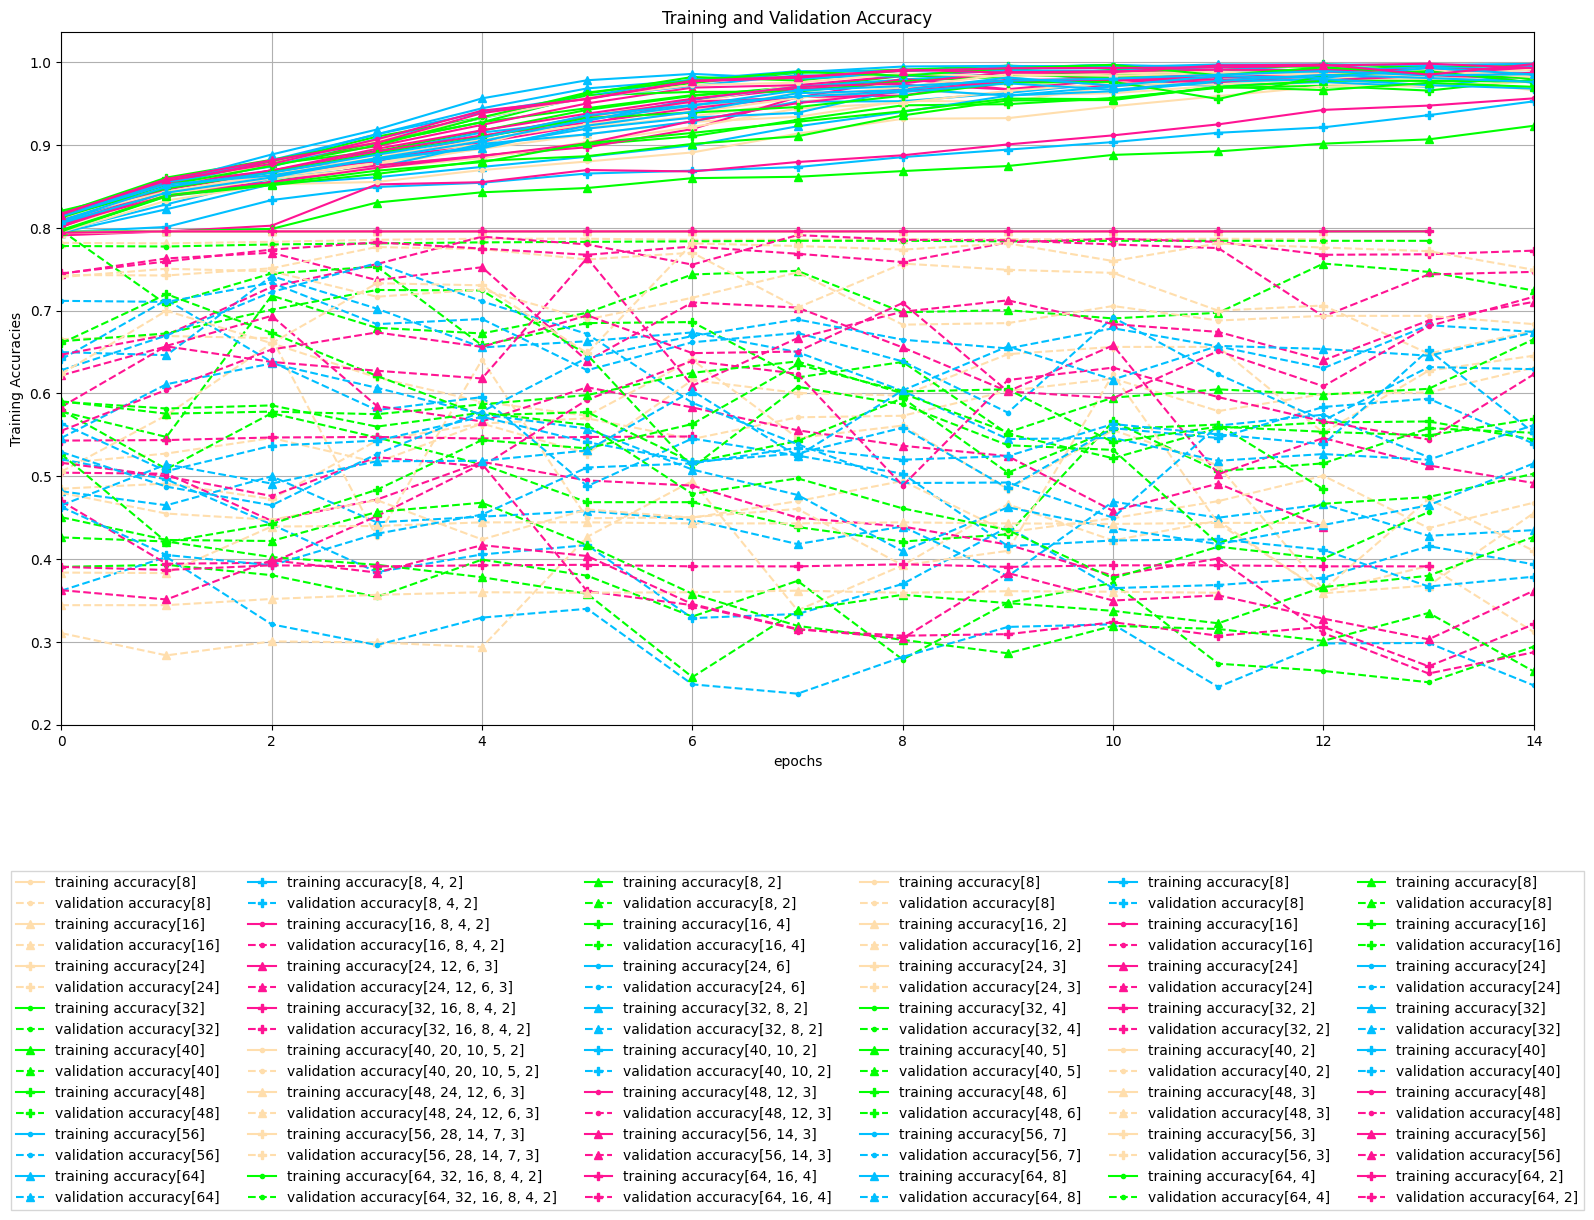 Training and Validation Accuracy
Training Accuracies
1.0
0.9
0.8
0.7
0.6
0.5
0.4
0.3
0.2
0 2 4 6 8 10 12 14
epochs
training accuracy[8]
validation accuracy[8]
training accuracy[16]
validation accuracy[16]
training accuracy[24]
validation accuracy[24]
training accuracy[32]
validation accuracy[32]
training accuracy[40]
validation accuracy[40]
training accuracy[48]
validation accuracy[48]
training accuracy[56]
validation accuracy[56]
training accuracy[64]
validation accuracy[64]
training accuracy[8, 4, 2]
validation accuracy[8, 4, 2]
training accuracy[16, 8, 4, 2]
validation accuracy[16, 8, 4, 2]
training accuracy[24, 12, 6, 3]
validation accuracy[24, 12, 6, 3]
training accuracy[32, 16, 8, 4, 2]
validation accuracy[32, 16, 8, 4, 2]
training accuracy[40, 20, 10, 5, 2]
validation accuracy[40, 20, 10, 5, 2]
training accuracy[48, 24, 12, 6, 3]
validation accuracy[48, 24, 12, 6, 3]
training accuracy[56, 28, 14, 7, 3]
validation accuracy[56, 28, 14, 7, 3]
training accuracy[64, 32, 16, 8, 4, 2]
validation accuracy[64, 32, 16, 8, 4, 2]
training accuracy[8, 2]
validation accuracy[8, 2]
training accuracy[16, 4]
validation accuracy[16, 4]
training accuracy[24, 6]
validation accuracy[24, 6]
training accuracy[32, 8, 2]
validation accuracy[32, 8, 2]
training accuracy[40, 10, 2]
validation accuracy[40, 10, 2]
training accuracy[48, 12, 3]
validation accuracy[48, 12, 3]
training accuracy[56, 14, 3]
validation accuracy[56, 14, 3]
training accuracy[64, 16, 4]
validation accuracy[64, 16, 4]
training accuracy[8]
validation accuracy[8]
training accuracy[16, 2]
validation accuracy[16, 2]
training accuracy[24, 3]
validation accuracy[24, 3]
training accuracy[32, 4]
validation accuracy[32, 4]
training accuracy[40, 5]
validation accuracy[40, 5]
training accuracy[48, 6]
validation accuracy[48, 6]
training accuracy[56, 7]
validation accuracy[56, 7]
training accuracy[64, 8]
validation accuracy[64, 8]
training accuracy[8]
validation accuracy[8]
training accuracy[16]
validation accuracy[16]
training accuracy[24]
validation accuracy[24]
training accuracy[32, 2]
validation accuracy[32, 2]
training accuracy[40, 2]
validation accuracy[40, 2]
training accuracy[48, 3]
validation accuracy[48, 3]
training accuracy[56, 3]
validation accuracy[56, 3]
training accuracy[64, 4]
validation accuracy[64, 4]
training accuracy[8]
validation accuracy[8]
training accuracy[16]
validation accuracy[16]
training accuracy[24]
validation accuracy[24]
training accuracy[32]
validation accuracy[32]
training accuracy[40]
validation accuracy[40]
training accuracy[48]
validation accuracy[48]
training accuracy[56]
validation accuracy[56]
training accuracy[64, 2]
validation accuracy[64, 2]